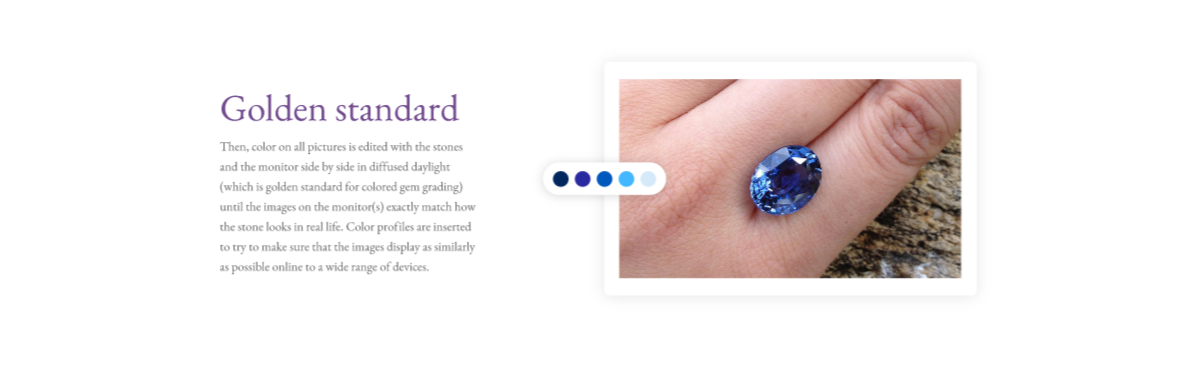 Golden standard
Then, color on all pictures is edited with the stones
and the monitor side by side in diffused daylight
(which is golden standard for colored gem grading)
until the images on the monitor(s) exactly match how
the stone looks in real life. Color profiles are inserted
to try to make sure that the images display as similarly
as possible online to a wide range of devices.